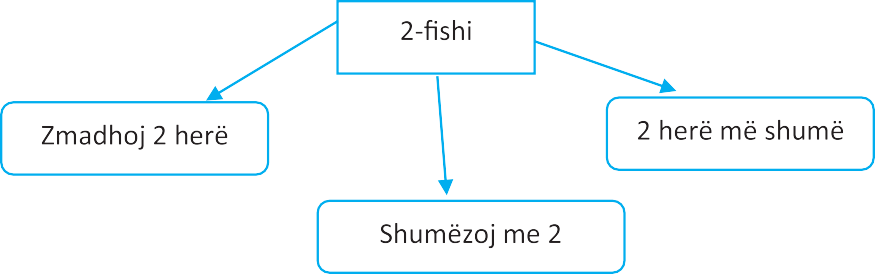 2-fishi
Zmadhoj 2 herë
2 herë më shumë
Shumëzoj me 2